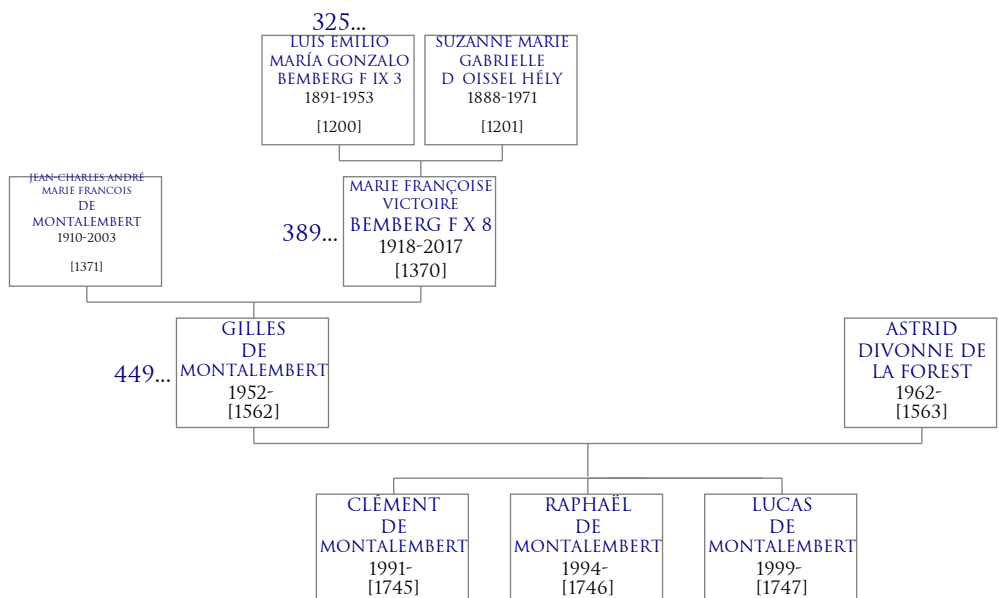 325...
LUIS EMILIO
MARÍA GONZALO
BEMBERG F IX 3
1891-1953
[1200]
SUZANNE MARIE
GABRIELLE
D OISSEL HÉLY
1888-1971
[1201]
JEAN-CHARLES ANDRÉ
MARIE FRANCOIS
DE
MONTALEMBERT
1910-2003
[1371]
389...
MARIE FRANÇOISE
VICTOIRE
BEMBERG F X 8
1918-2017
[1370]
449...
GILLES
DE
MONTALEMBERT
1952-
[1562]
ASTRID
DIVONNE DE
LA FOREST
1962-
[1563]
CLÉMENT
DE
MONTALEMBERT
1991-
[1745]
RAPHAËL
DE
MONTALEMBERT
1994-
[1746]
LUCAS
DE
MONTALEMBERT
1999-
[1747]